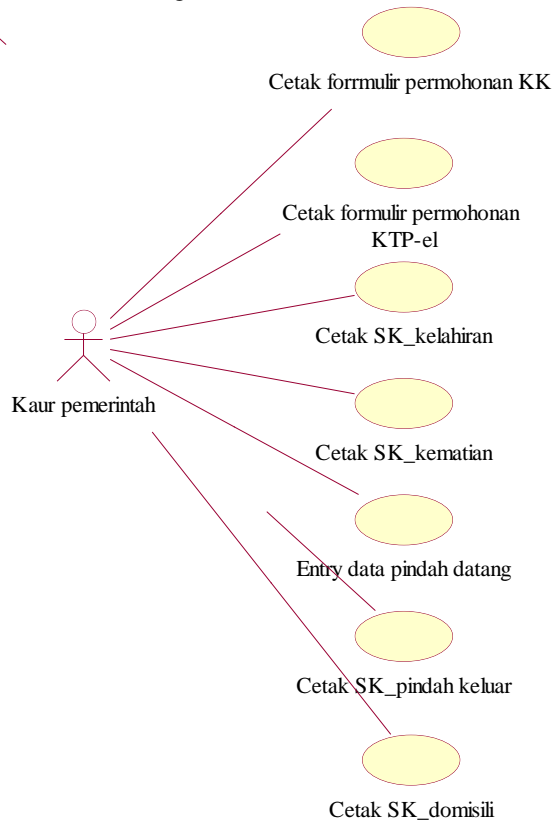 Cetak forrmulir permohonan KK
Cetak formulir permohonan
KTP-el
Cetak SK_kelahiran
Kaur pemerintah
Cetak SK_kematian
Entry data pindah datang
Cetak SK_pindah keluar
Cetak SK_domisili